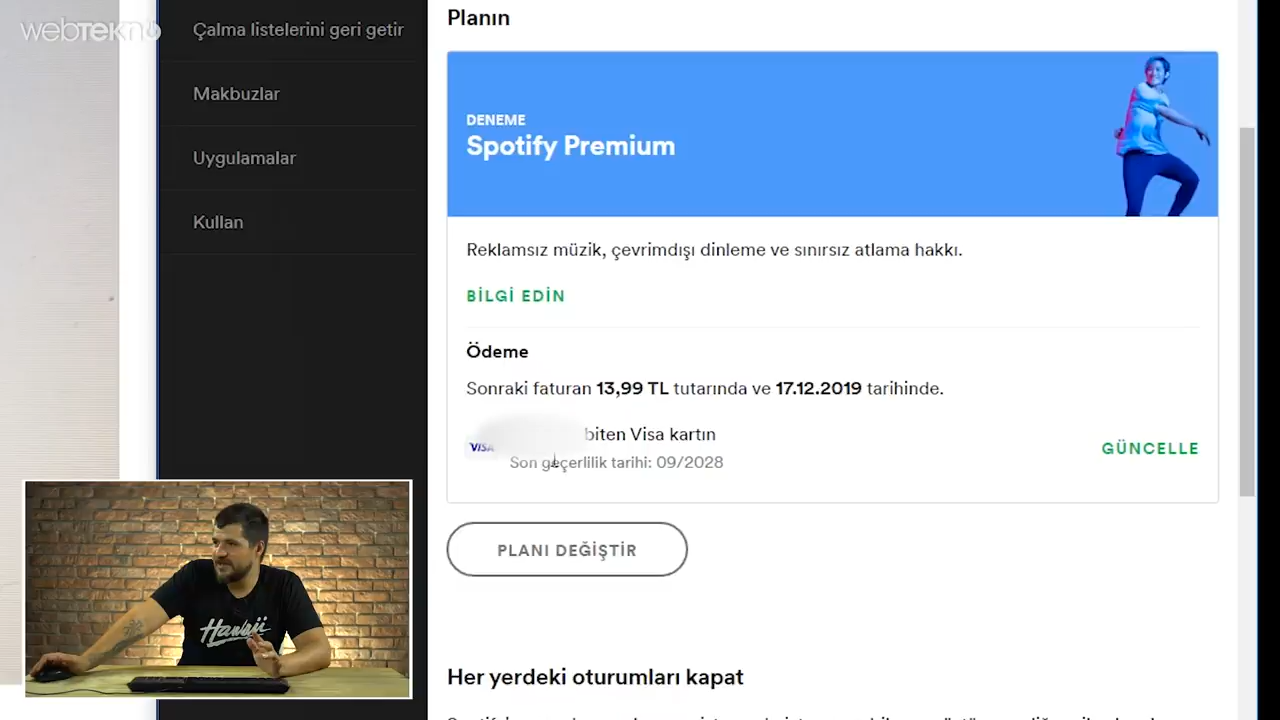 webtekno
Çalma listelerini geri getir
Makbuzlar
Uygulamalar
Kullan
Planın
DENEME
Spotify Premium
Reklamsız müzik, çevrimdışı dinleme ve sınırsız atlama hakkı.
BİLGİ EDİN
Ödeme
Sonraki faturan 13,99 TL tutarında ve 17.12.2019 tarihinde.
VISA
biten Visa kartın
Son geçerlilik tarihi: 09/2028
GÜNCELLE
PLANI DEĞİŞTİR
Hawaii
Her yerdeki oturumları kapat